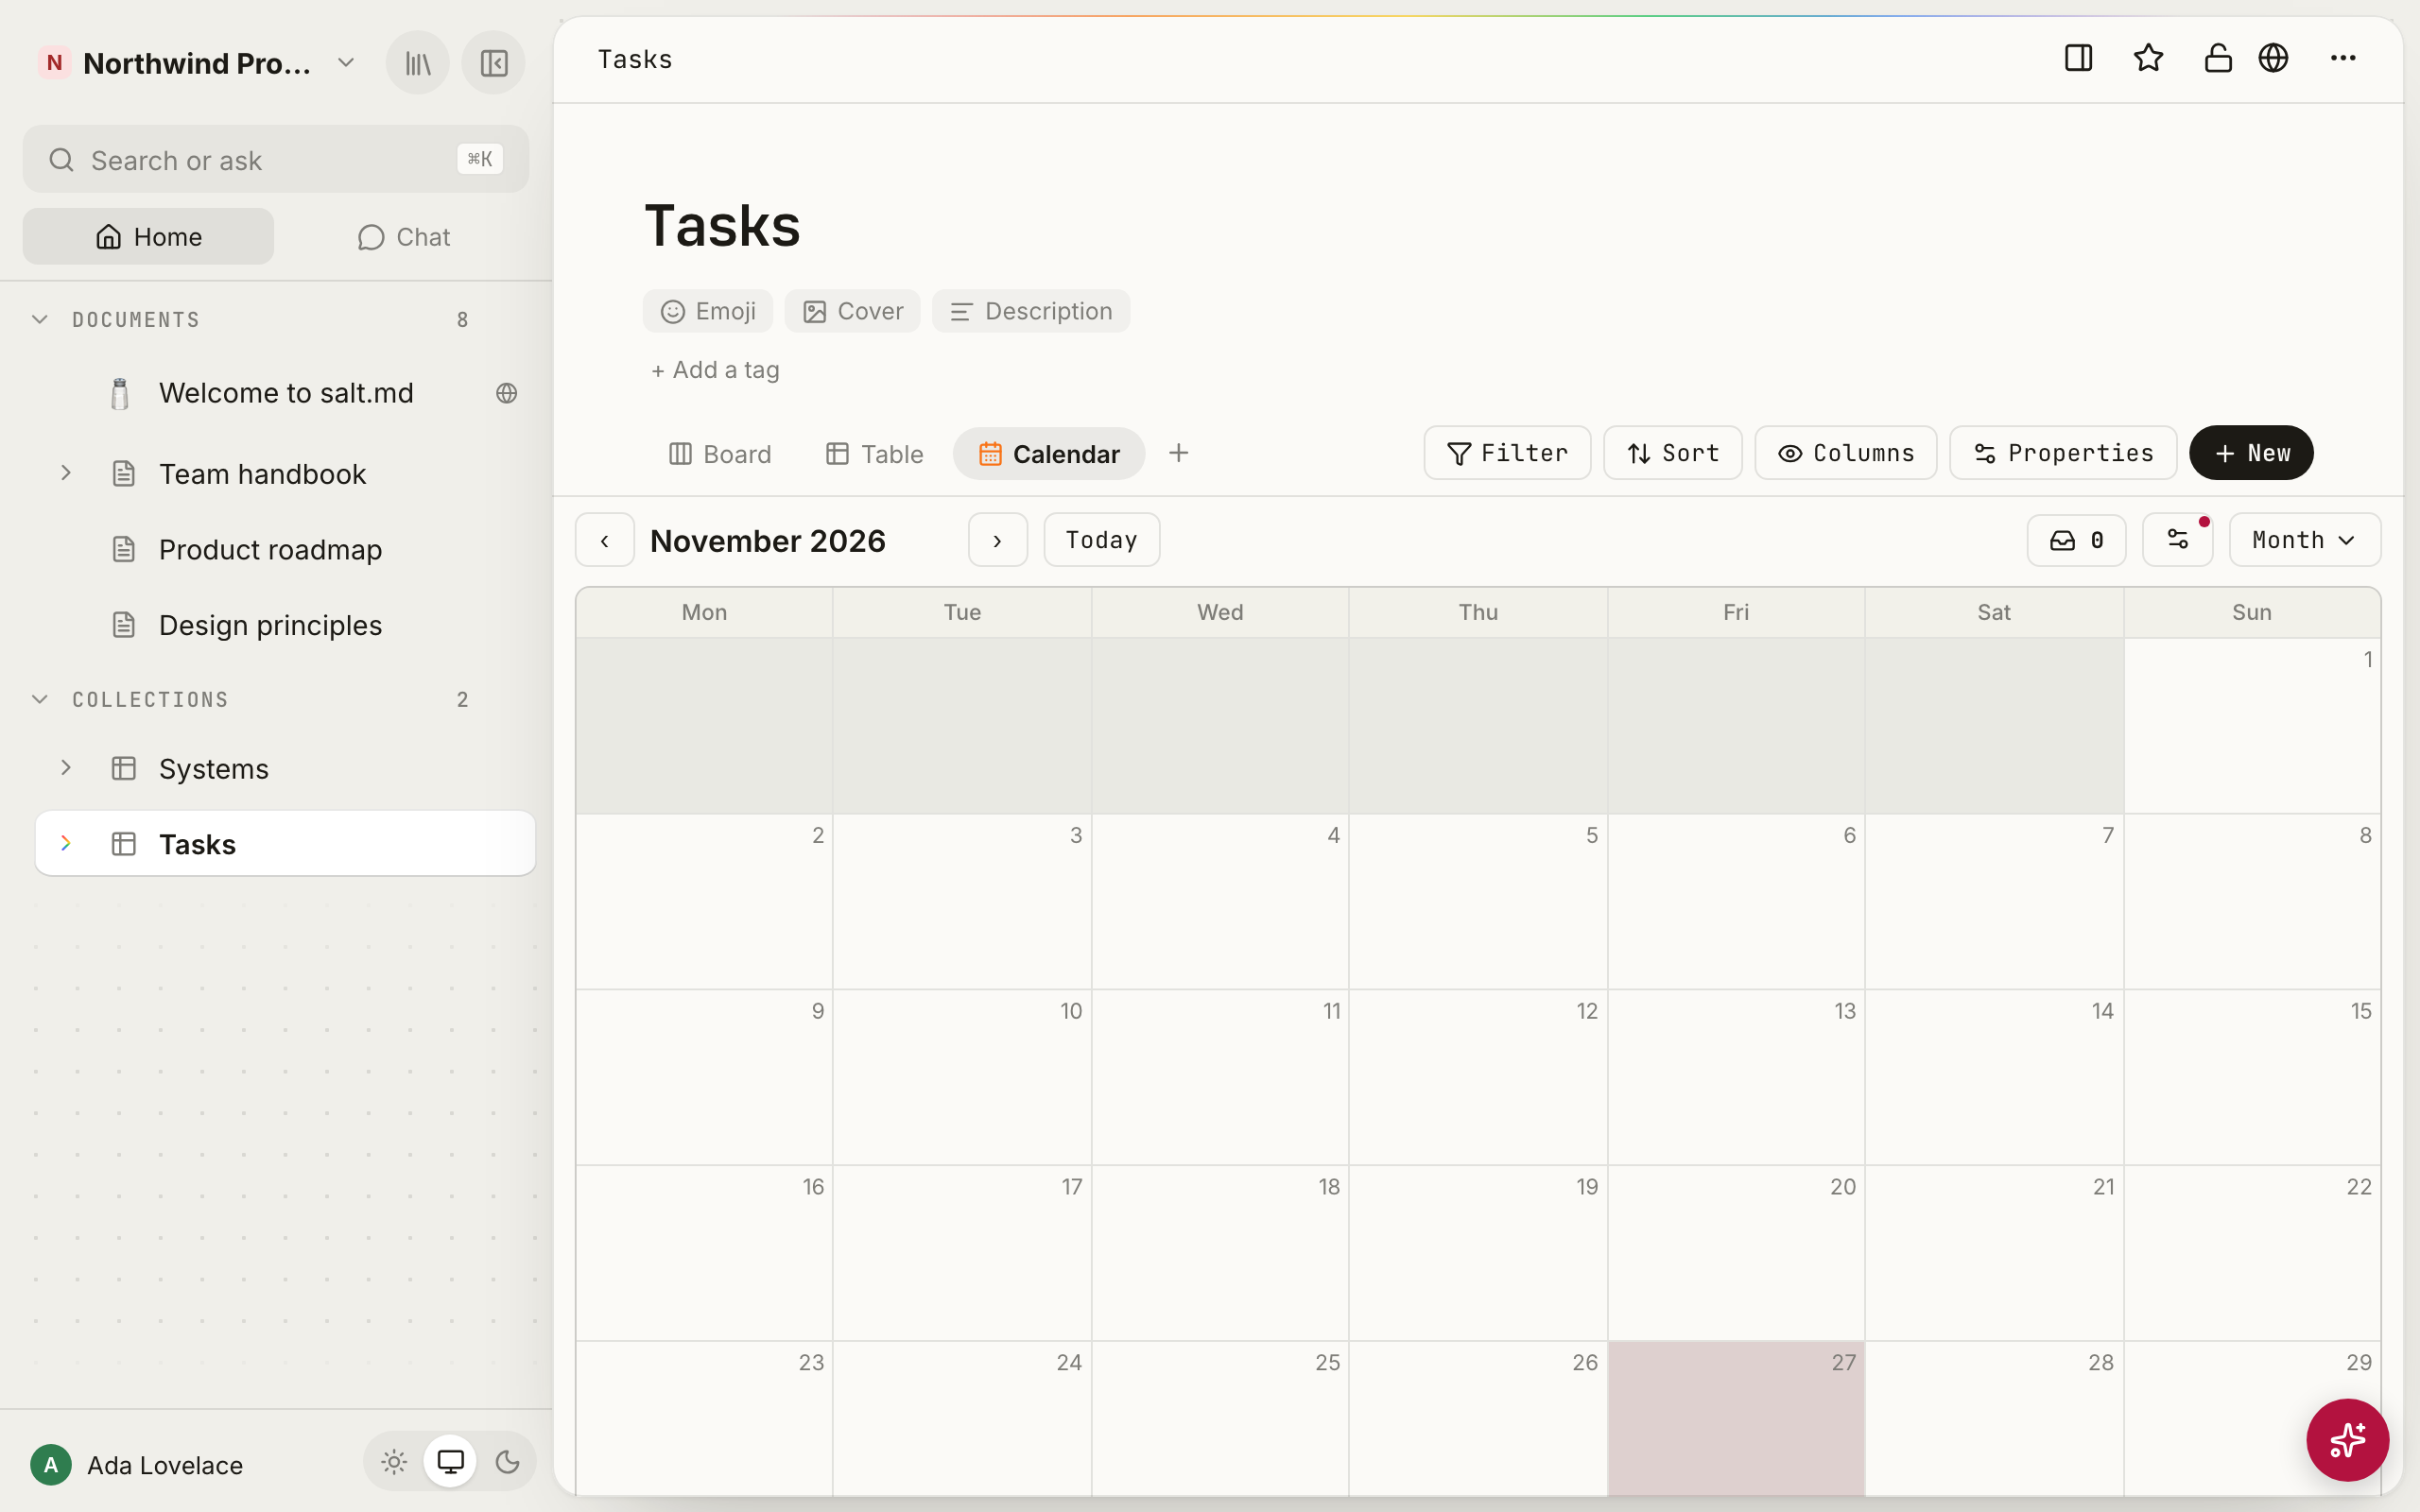 N Northwind Pro...
Search or ask ⌘K
Home Chat
DOCUMENTS 8
Welcome to salt.md
Team handbook
Product roadmap
Design principles
COLLECTIONS 2
Systems
Tasks
A Ada Lovelace
Tasks
Tasks
Emoji Cover Description
+ Add a tag
Board Table Calendar + Filter Sort Columns Properties + New
‹ November 2026 › Today 0 Month
Mon Tue Wed Thu Fri Sat Sun
1
2 3 4 5 6 7 8
9 10 11 12 13 14 15
16 17 18 19 20 21 22
23 24 25 26 27 28 29